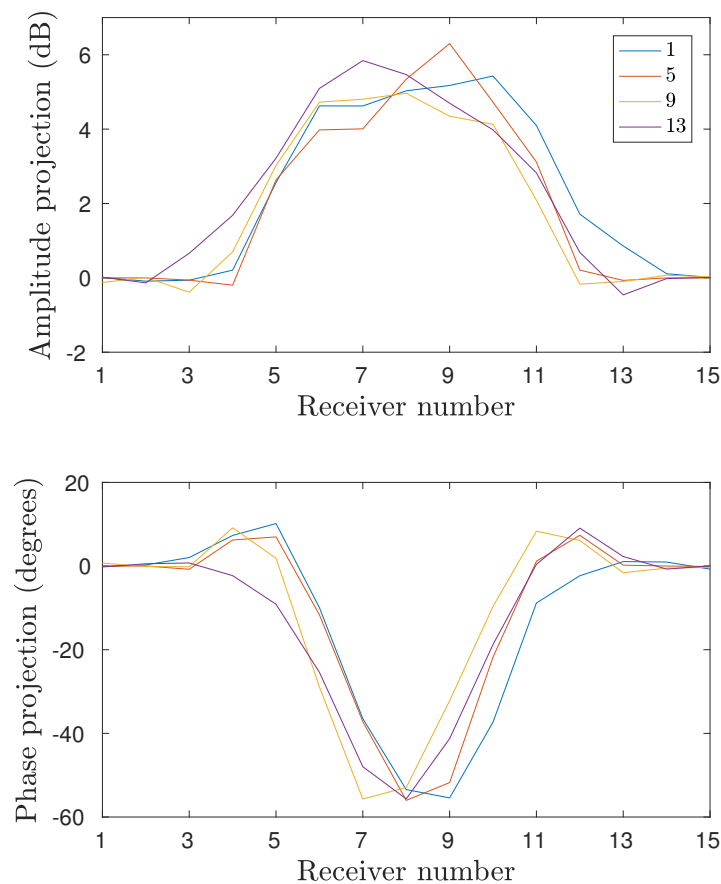 Amplitude projection (dB)
6
4
2
0
-2
1
5
9
13
1 3 5 7 9 11 13 15
Receiver number
Phase projection (degrees)
20
0
-20
-40
-60
1 3 5 7 9 11 13 15
Receiver number